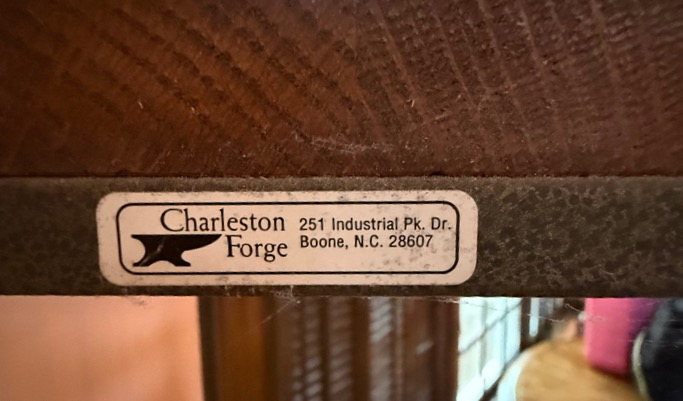 Charleston
Forge
251 Industrial Pk. Dr.
Boone, N.C. 28607